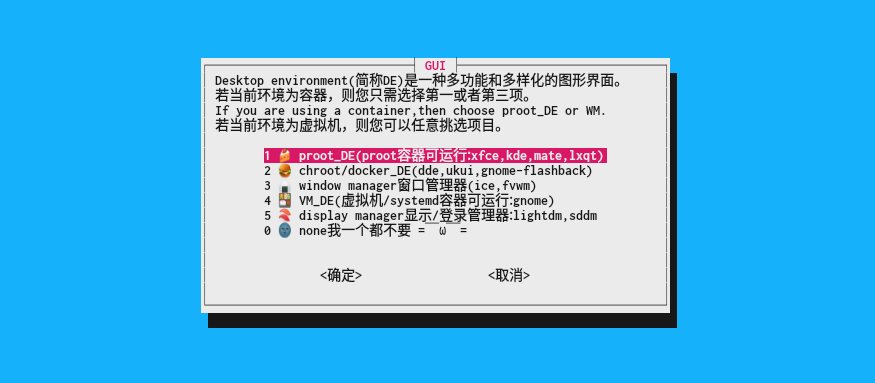 GUI
Desktop environment(简称DE)是一种多功能和多样化的图形界面。
若当前环境为容器，则您只需选择第一或者第三项。
If you are using a container,then choose proot_DE or WM.
若当前环境为虚拟机，则您可以任意挑选项目。
1 🍰 proot_DE(proot容器可运行:xfce,kde,mate,lxqt)
2 🍔 chroot/docker_DE(dde,ukui,gnome-flashback)
3 🍙 window manager窗口管理器(ice,fvwm)
4 🍱 VM_DE(虚拟机/systemd容器可运行:gnome)
5 🍣 display manager显示/登录管理器:lightdm,sddm
0 🌚 none我一个都不要 =￣ω￣=
<确定> <取消>